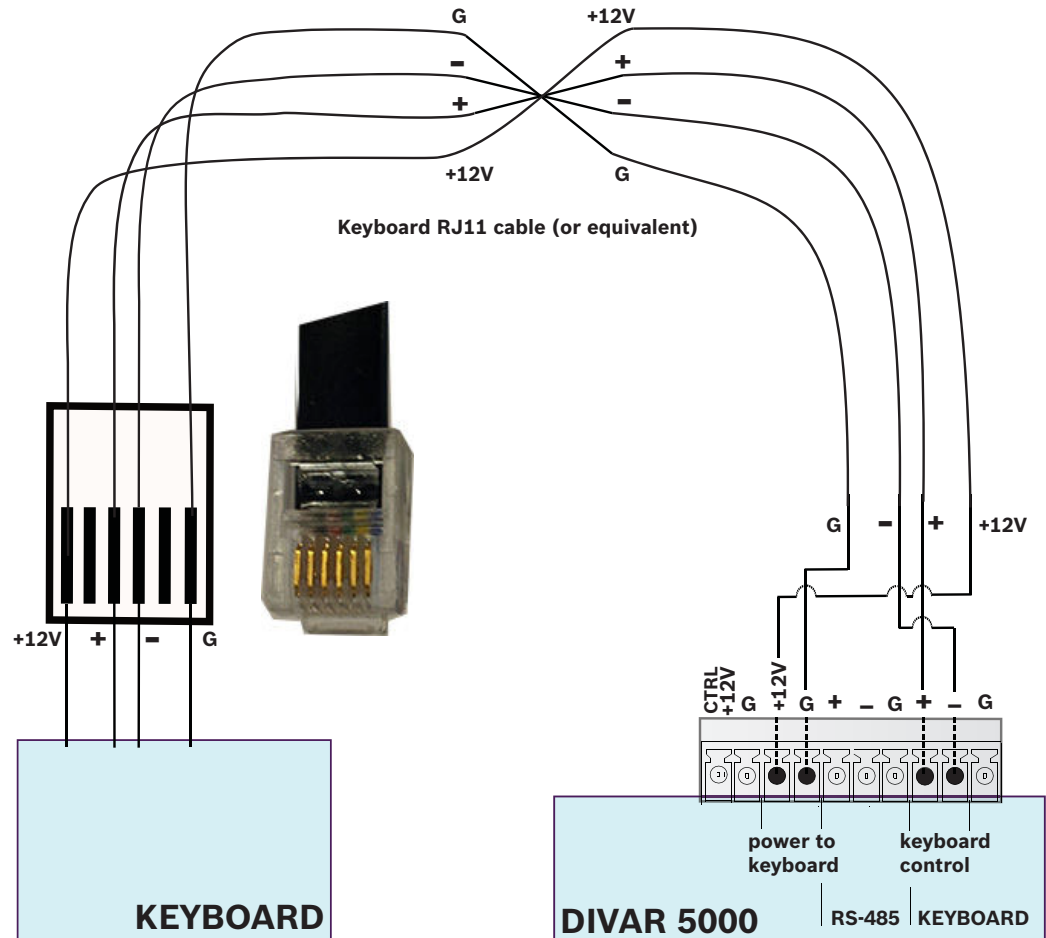 G +12V
- +
+ -
+12V G
Keyboard RJ11 cable (or equivalent)
G - + +12V
+12V + - G
CTRL +12V G +12V G + - G + - G
power to keyboard
keyboard control
KEYBOARD
DIVAR 5000
RS-485
KEYBOARD